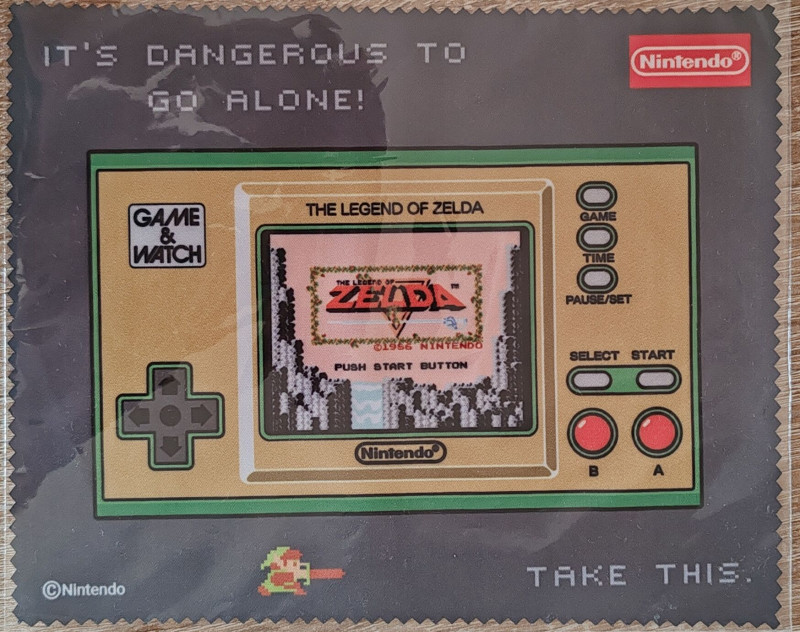 IT'S DANGEROUS TO
GO ALONE!
Nintendo®
GAME
&
WATCH
THE LEGEND OF ZELDA
GAME
TIME
PAUSE/SET
THE LEGEND OF
ZELDA™
©1986 NINTENDO
PUSH START BUTTON
SELECT START
B A
Nintendo®
©Nintendo
TAKE THIS.